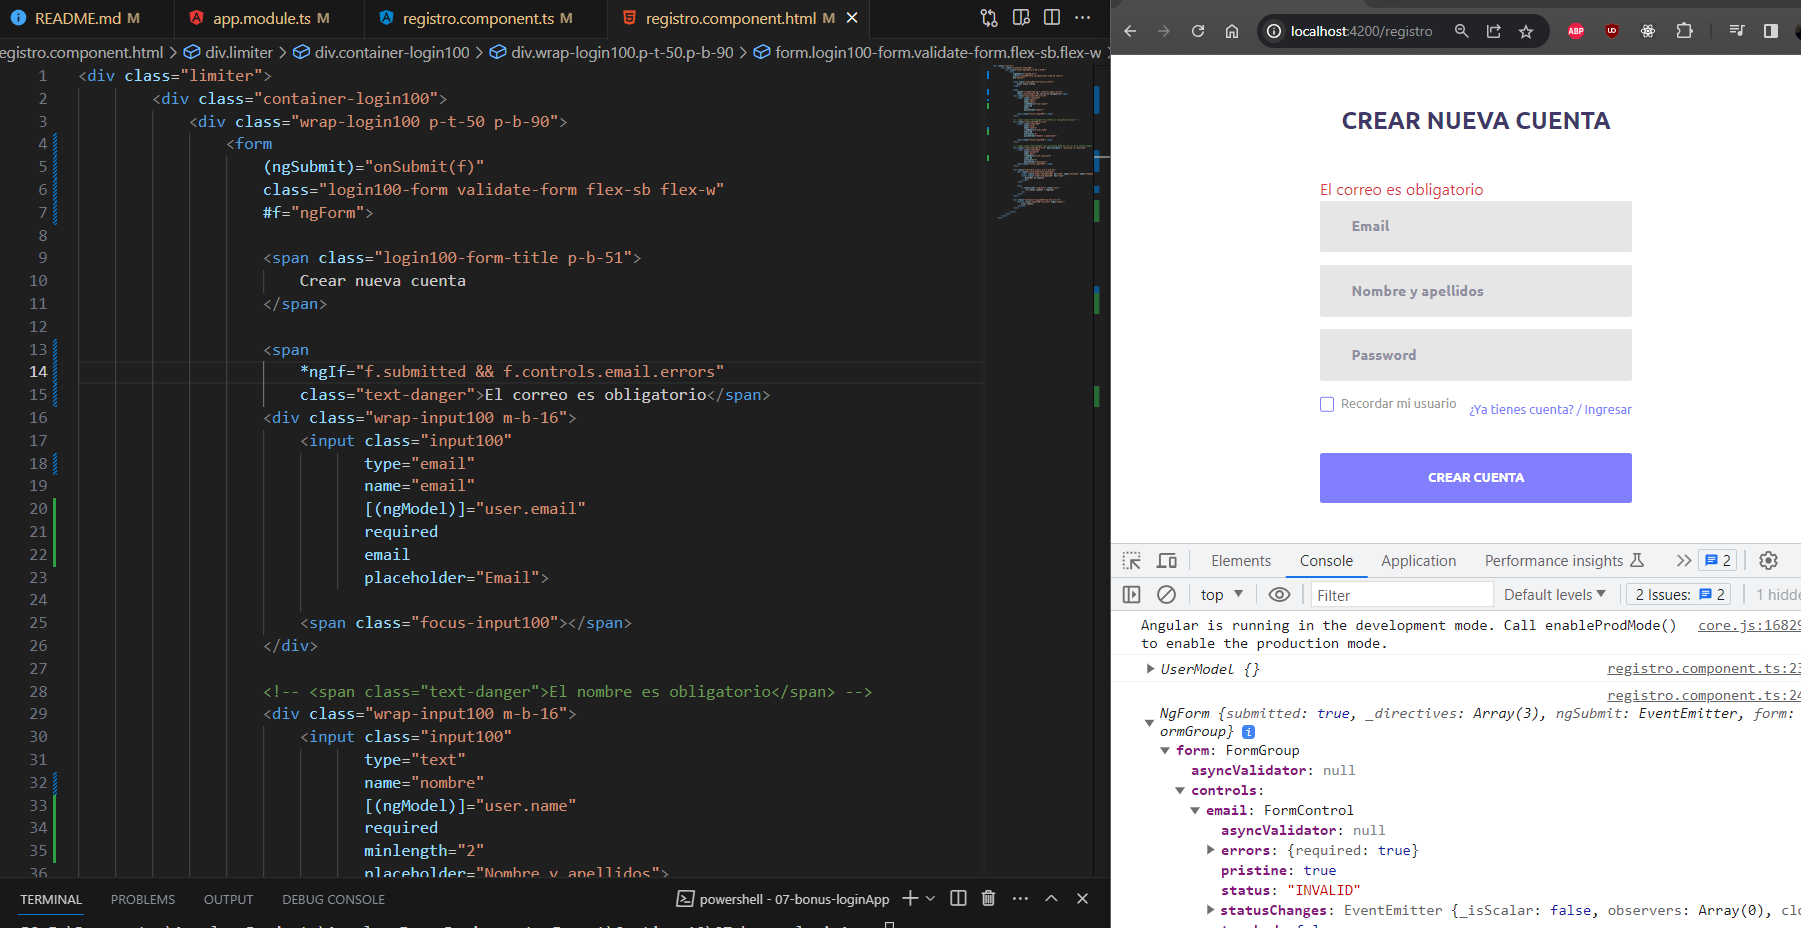 README.md M
app.module.ts M
registro.component.ts M
registro.component.html M
egistro.component.html > div.limiter > div.container-login100 > div.wrap-login100.p-t-50.p-b-90 > form.login100-form.validate-form.flex-sb.flex-w
1 <div class="limiter">
2 <div class="container-login100">
3 <div class="wrap-login100 p-t-50 p-b-90">
4 <form
5 (ngSubmit)="onSubmit(f)"
6 class="login100-form validate-form flex-sb flex-w"
7 #f="ngForm">
8
9 <span class="login100-form-title p-b-51">
10 Crear nueva cuenta
11 </span>
12
13 <span
14 *ngIf="f.submitted && f.controls.email.errors"
15 class="text-danger">El correo es obligatorio</span>
16 <div class="wrap-input100 m-b-16">
17 <input class="input100"
18 type="email"
19 name="email"
20 [(ngModel)]="user.email"
21 required
22 email
23 placeholder="Email">
24
25 <span class="focus-input100"></span>
26 </div>
27
28 <!-- <span class="text-danger">El nombre es obligatorio</span> -->
29 <div class="wrap-input100 m-b-16">
30 <input class="input100"
31 type="text"
32 name="nombre"
33 [(ngModel)]="user.name"
34 required
35 minlength="2"
36 placeholder="Nombre y apellidos">
TERMINAL PROBLEMS OUTPUT DEBUG CONSOLE
powershell - 07-bonus-loginApp
localhost:4200/registro
ABP
CREAR NUEVA CUENTA
El correo es obligatorio
Email
Nombre y apellidos
Password
Recordar mi usuario
¿Ya tienes cuenta? / Ingresar
CREAR CUENTA
Elements Console Application Performance insights 2
top Filter Default levels 2 Issues: 2 1 hidde
Angular is running in the development mode. Call enableProdMode() core.js:16829
to enable the production mode.
UserModel {} registro.component.ts:23
registro.component.ts:24
NgForm {submitted: true, _directives: Array(3), ngSubmit: EventEmitter, form:
ormGroup} i
form: FormGroup
asyncValidator: null
controls:
email: FormControl
asyncValidator: null
errors: {required: true}
pristine: true
status: "INVALID"
statusChanges: EventEmitter {_isScalar: false, observers: Array(0), clo